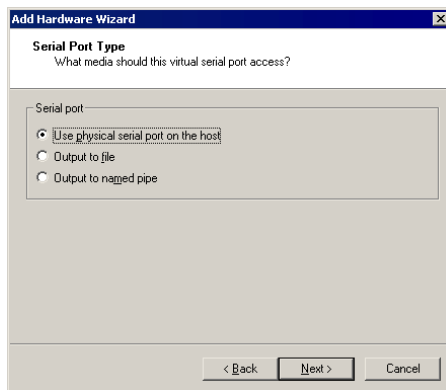 Add Hardware Wizard
Serial Port Type
What media should this virtual serial port access?
Serial port
Use physical serial port on the host
Output to file
Output to named pipe
< Back Next > Cancel